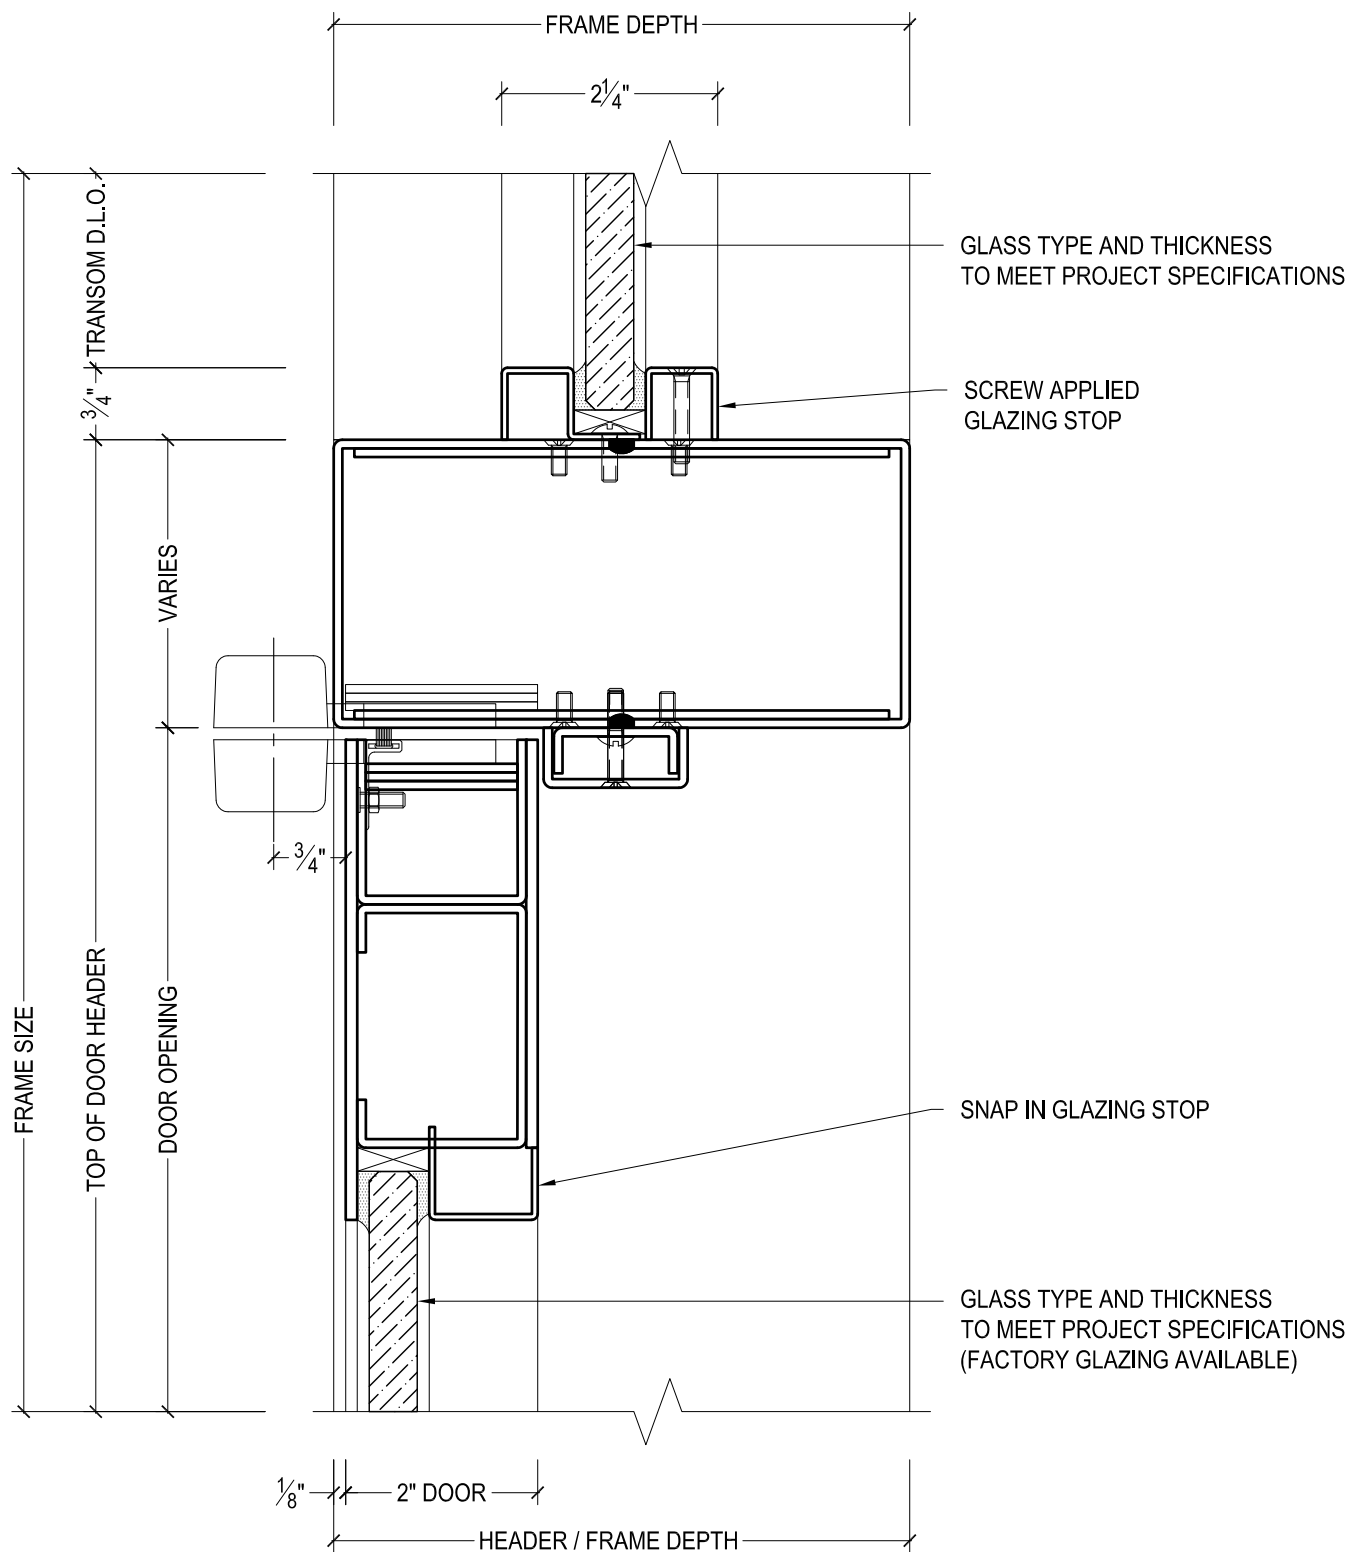 FRAME DEPTH
2 1/4"
TRANSOM D.L.O.
GLASS TYPE AND THICKNESS
TO MEET PROJECT SPECIFICATIONS
3/4"
SCREW APPLIED
GLAZING STOP
VARIES
3/4"
FRAME SIZE
TOP OF DOOR HEADER
DOOR OPENING
SNAP IN GLAZING STOP
GLASS TYPE AND THICKNESS
TO MEET PROJECT SPECIFICATIONS
(FACTORY GLAZING AVAILABLE)
1/8"
2" DOOR
HEADER / FRAME DEPTH